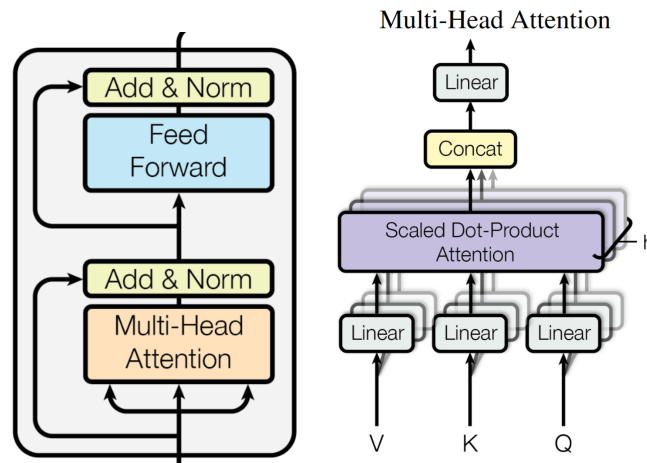 Add & Norm
Feed
Forward
Add & Norm
Multi-Head
Attention
Multi-Head Attention
Linear
Concat
Scaled Dot-Product
Attention
Linear
Linear
Linear
V
K
Q